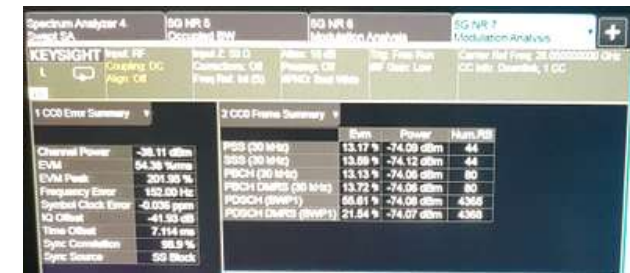 Spectrum Analyzer 4
Swept SA
5G NR 5
Occupied BW
5G NR 6
Modulation Analysis
5G NR 7
Modulation Analysis
KEYSIGHT
L
Input: RF
Coupling: DC
Align: Off
Input Z: 50 Ω
Corrections: Off
Freq Ref: Int (S)
Atten: 10 dB
Preamp: Off
Trig: Free Run
IF Gain: Low
CC Info: Downlink, 1 CC
1 CC0 Error Summary
Channel Power -38.11 dBm
EVM 54.38 %rms
EVM Peak 201.95 %
Frequency Error 152.00 Hz
Symbol Clock Error -0.036 ppm
IQ Offset -41.93 dB
Time Offset 7.114 ms
Sync Correlation 98.9 %
Sync Source SS Block
2 CC0 Frame Summary
Evm Power Num.RB
PSS (30 kHz) 13.17 % -74.09 dBm 44
SSS (30 kHz) 13.59 % -74.12 dBm 44
PBCH (30 kHz) 13.13 % -74.06 dBm 80
PBCH DMRS (30 kHz) 13.72 % -74.06 dBm 80
PDSCH (BWP1) 55.61 % -74.08 dBm 4368
PDSCH DMRS (BWP1) 21.54 % -74.07 dBm 4368